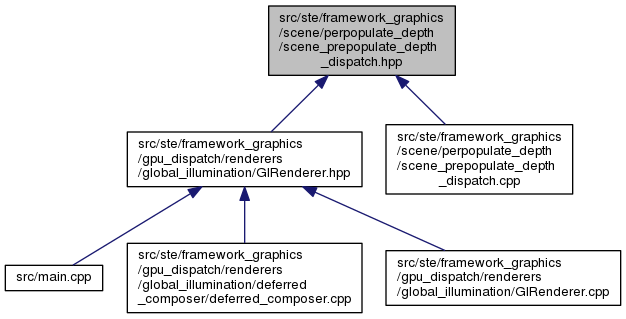 src/ste/framework_graphics
/scene/perpopulate_depth
/scene_prepopulate_depth
_dispatch.hpp
src/ste/framework_graphics
/gpu_dispatch/renderers
/global_illumination/GIRenderer.hpp
src/ste/framework_graphics
/scene/perpopulate_depth
/scene_prepopulate_depth
_dispatch.cpp
src/main.cpp
src/ste/framework_graphics
/gpu_dispatch/renderers
/global_illumination/deferred
_composer/deferred_composer.cpp
src/ste/framework_graphics
/gpu_dispatch/renderers
/global_illumination/GIRenderer.cpp